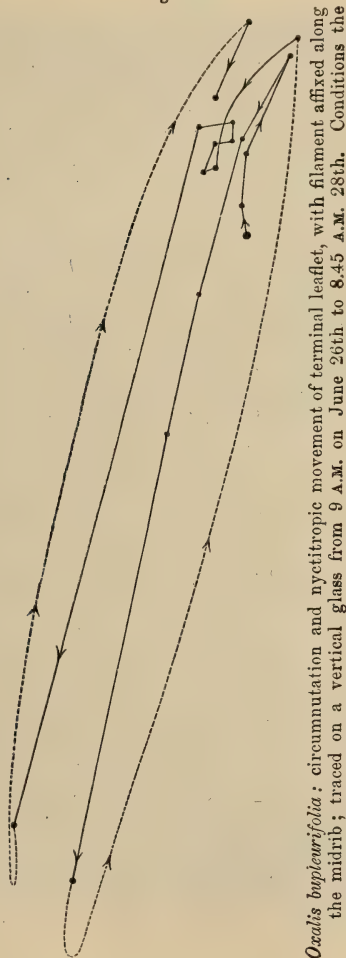 Oxalis bupleurifolia: circumnutation and nyctitropic movement of terminal leaflet, with filament affixed along
the midrib; traced on a vertical glass from 9 A.M. on June 26th to 8.45 A.M. 28th. Conditions the